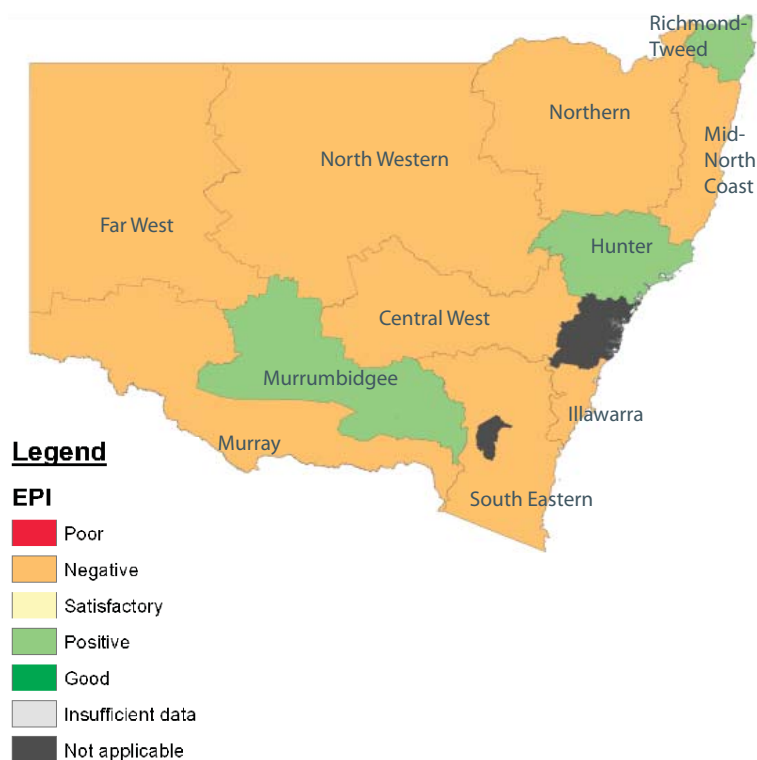 Richmond-
Tweed
Northern
Mid-
North
Coast
North Western
Far West
Hunter
Central West
Murrumbidgee
Illawarra
Murray
South Eastern
Legend
EPI
Poor
Negative
Satisfactory
Positive
Good
Insufficient data
Not applicable